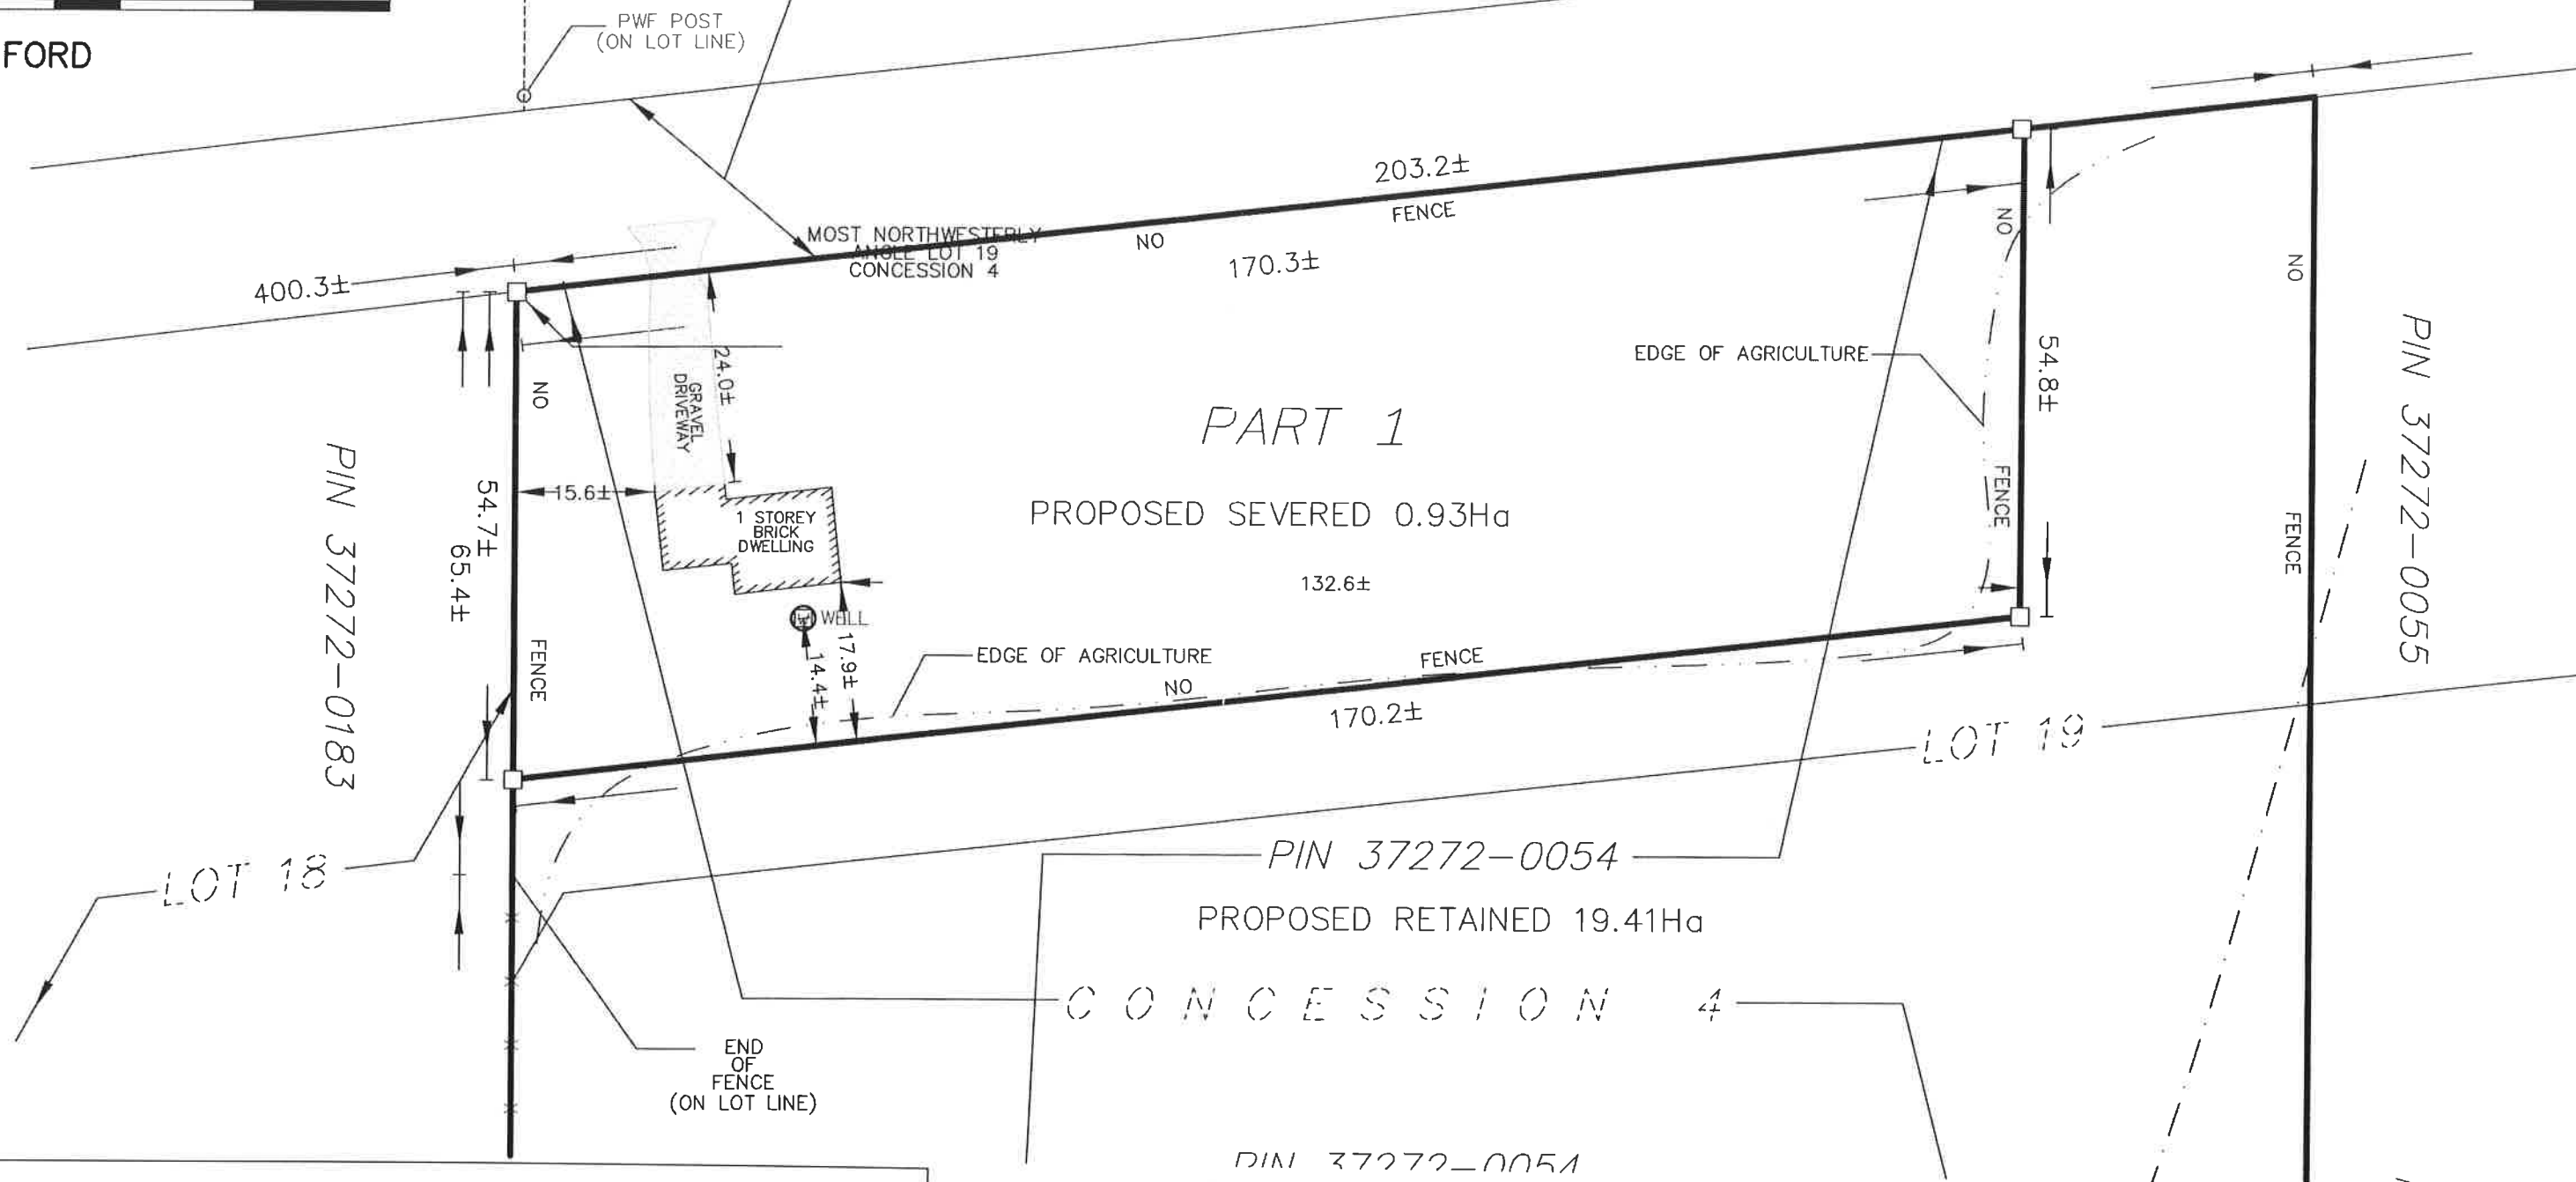 PWF POST
(ON LOT LINE)
FORD
203.2±
NO FENCE
MOST NORTHWESTERLY
ANGLE LOT 19
CONCESSION 4
170.3±
400.3±
NO FENCE
54.8±
NO FENCE
PIN 37272-0055
EDGE OF AGRICULTURE
24.0±
GRAVEL
DRIVEWAY
NO FENCE
PART 1
PIN 37272-0183
54.7±
65.4±
15.6±
1 STOREY
BRICK
DWELLING
PROPOSED SEVERED 0.93Ha
132.6±
WELL
17.9±
14.4±
EDGE OF AGRICULTURE
NO FENCE
170.2±
LOT 19
LOT 18
PIN 37272-0054
PROPOSED RETAINED 19.41Ha
CONCESSION 4
END
OF
FENCE
(ON LOT LINE)
PIN 37272-0054